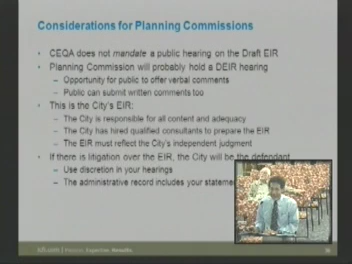 Considerations for Planning Commissions
• CEQA does not mandate a public hearing on the Draft EIR
• Planning Commission will probably hold a DEIR hearing
– Opportunity for public to offer verbal comments
– Public can submit written comments too
• This is the City's EIR:
– The City is responsible for all content and adequacy
– The City has hired qualified consultants to prepare the EIR
– The EIR must reflect the City's independent judgment
• If there is litigation over the EIR, the City will be the defendant
– Use discretion in your hearings
– The administrative record includes your
Expertise. Results.